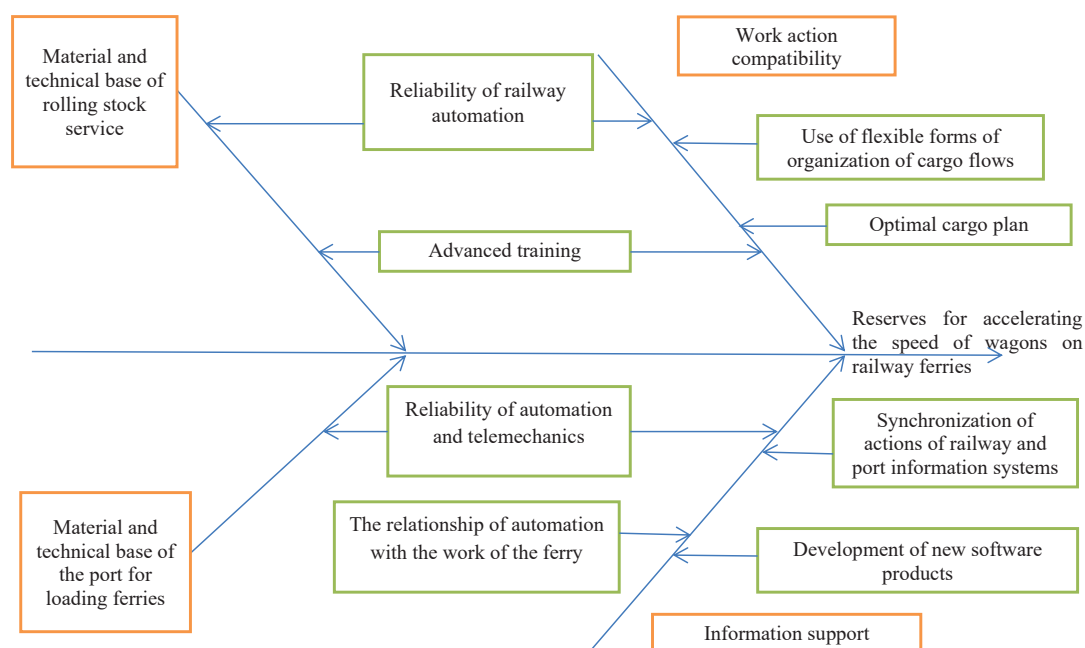 Material and
technical base of
rolling stock
service
Reliability of railway
automation
Work action
compatibility
Use of flexible forms of
organization of cargo flows
Optimal cargo plan
Advanced training
Reserves for accelerating
the speed of wagons on
railway ferries
Reliability of automation
and telemechanics
Synchronization of
actions of railway and
port information systems
Material and
technical base of
the port for
loading ferries
The relationship of automation
with the work of the ferry
Development of new software
products
Information support